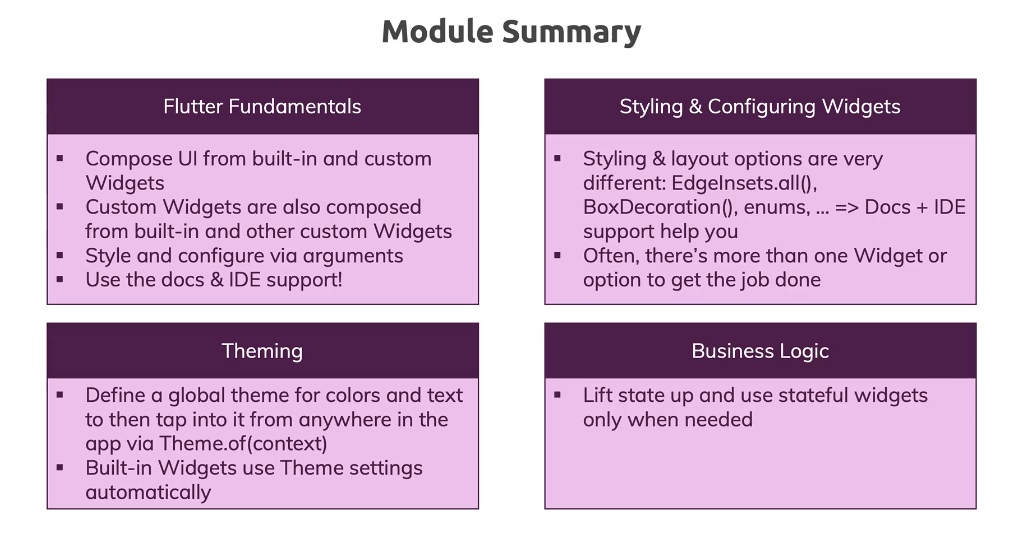 Module Summary
Flutter Fundamentals
▪ Compose UI from built-in and custom
Widgets
▪ Custom Widgets are also composed
from built-in and other custom Widgets
▪ Style and configure via arguments
▪ Use the docs & IDE support!
Styling & Configuring Widgets
▪ Styling & layout options are very
different: EdgeInsets.all(),
BoxDecoration(), enums, ... => Docs + IDE
support help you
▪ Often, there's more than one Widget or
option to get the job done
Theming
▪ Define a global theme for colors and text
to then tap into it from anywhere in the
app via Theme.of(context)
▪ Built-in Widgets use Theme settings
automatically
Business Logic
▪ Lift state up and use stateful widgets
only when needed